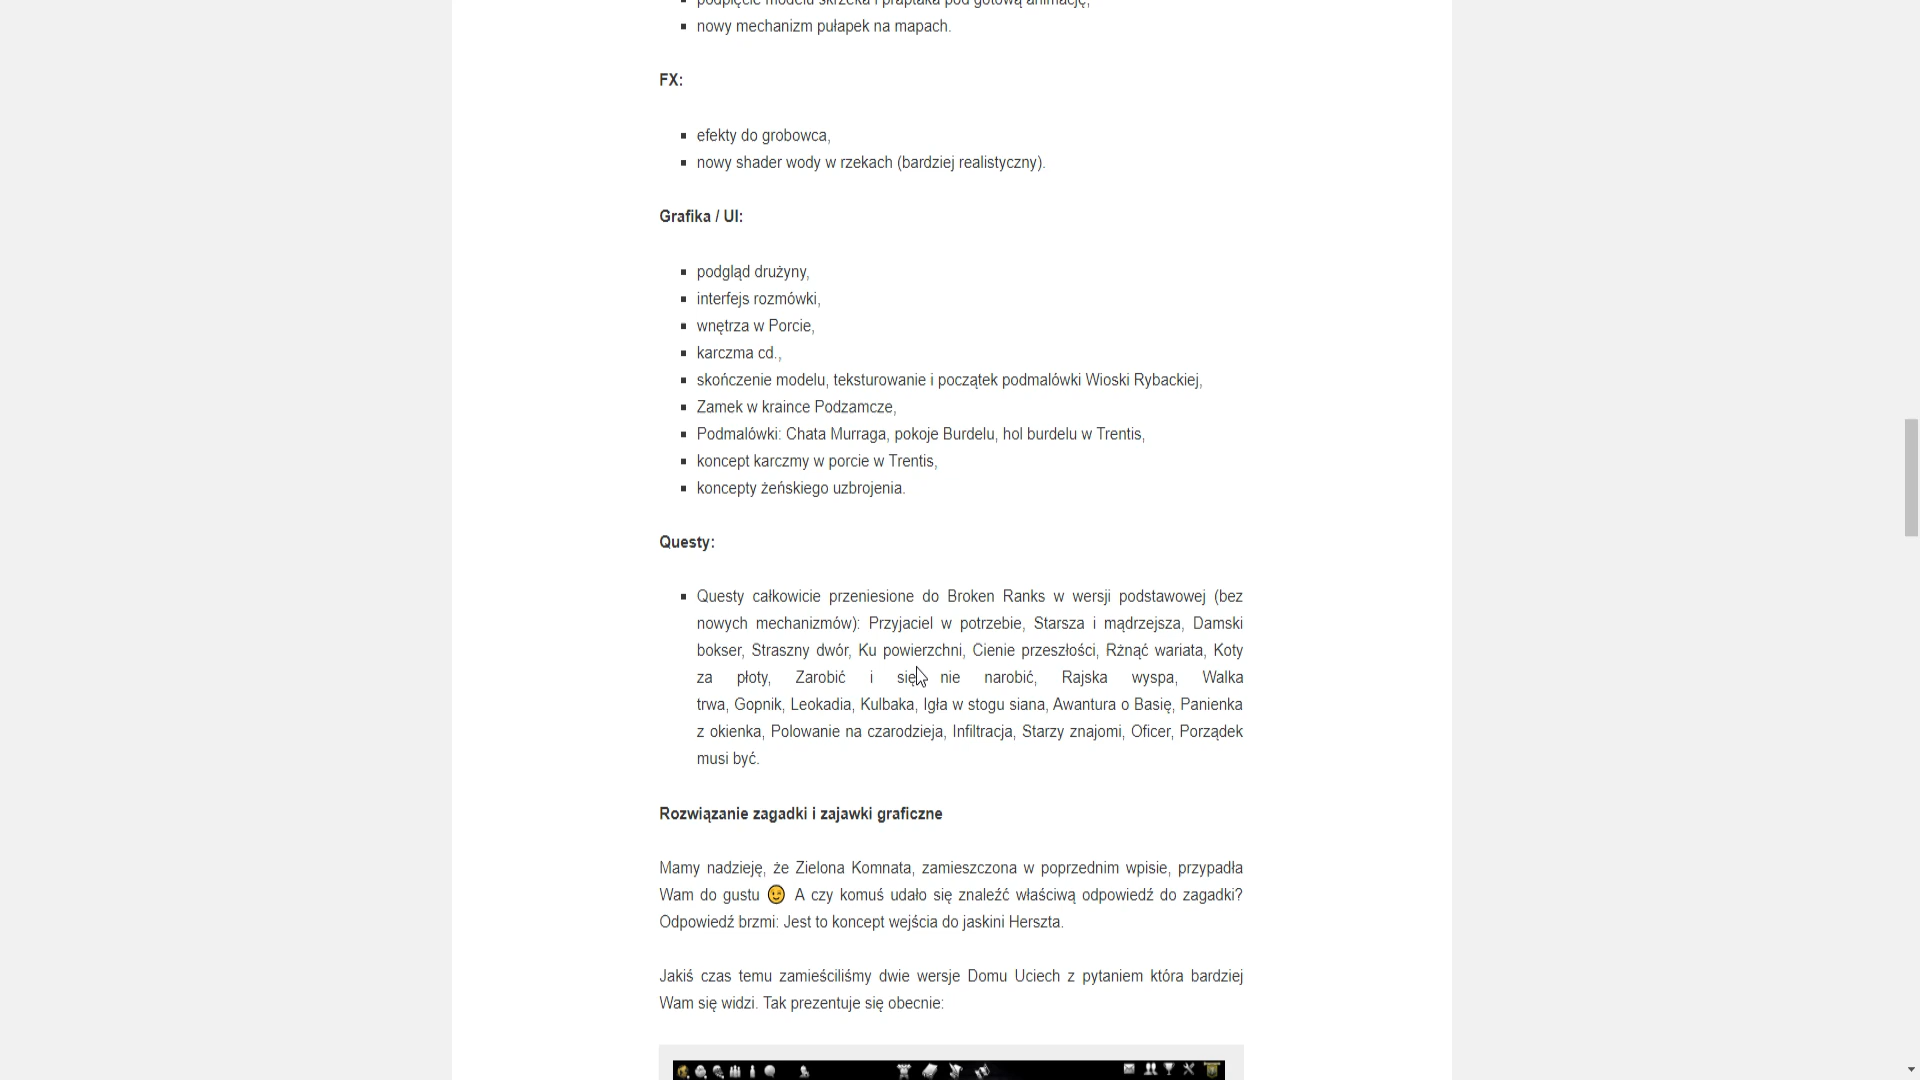 podpięcie modelu skrzeka i praptaka pod gotową animację,
nowy mechanizm pułapek na mapach.
FX:
efekty do grobowca,
nowy shader wody w rzekach (bardziej realistyczny).
Grafika / UI:
podgląd drużyny,
interfejs rozmówki,
wnętrza w Porcie,
karczma cd.,
skończenie modelu, teksturowanie i początek podmalówki Wioski Rybackiej,
Zamek w kraince Podzamcze,
Podmalówki: Chata Murraga, pokoje Burdelu, hol burdelu w Trentis,
koncept karczmy w porcie w Trentis,
koncepty żeńskiego uzbrojenia.
Questy:
Questy całkowicie przeniesione do Broken Ranks w wersji podstawowej (bez
nowych mechanizmów): Przyjaciel w potrzebie, Starsza i mądrzejsza, Damski
bokser, Straszny dwór, Ku powierzchni, Cienie przeszłości, Rżnąć wariata, Koty
za płoty, Zarobić i się nie narobić, Rajska wyspa, Walka
trwa, Gopnik, Leokadia, Kulbaka, Igła w stogu siana, Awantura o Basię, Panienka
z okienka, Polowanie na czarodzieja, Infiltracja, Starzy znajomi, Oficer, Porządek
musi być.
Rozwiązanie zagadki i zajawki graficzne
Mamy nadzieję, że Zielona Komnata, zamieszczona w poprzednim wpisie, przypadła
Wam do gustu 😉 A czy komuś udało się znaleźć właściwą odpowiedź do zagadki?
Odpowiedź brzmi: Jest to koncept wejścia do jaskini Herszta.
Jakiś czas temu zamieściliśmy dwie wersje Domu Uciech z pytaniem która bardziej
Wam się widzi. Tak prezentuje się obecnie: